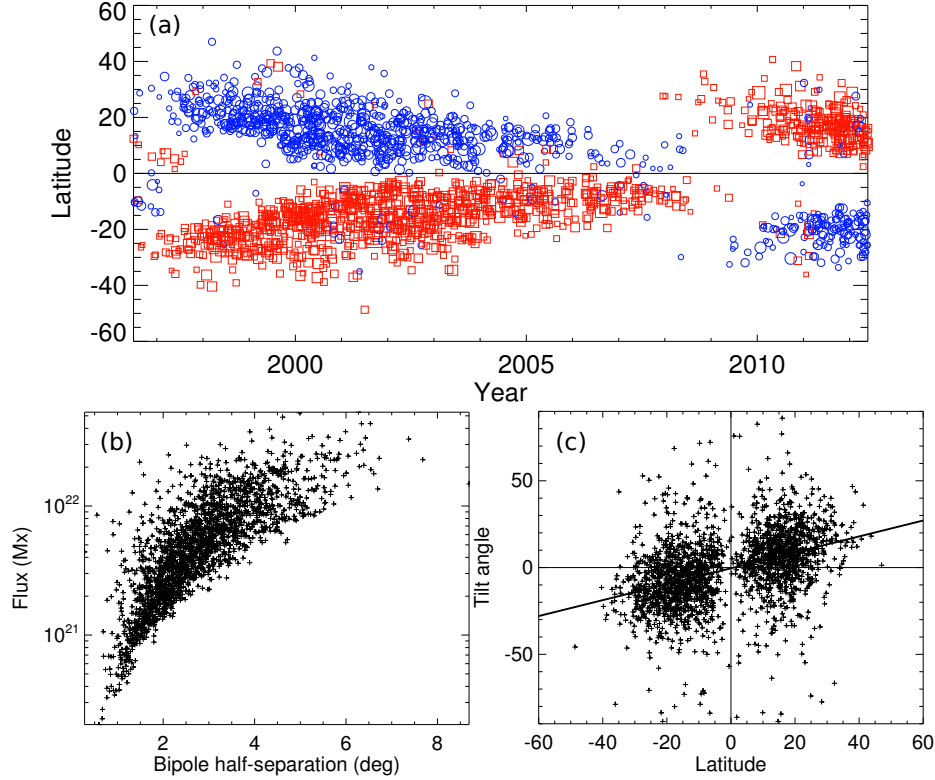 (a)
60
40
20
0
-20
-40
-60
Latitude
2000 2005 2010
Year
(b)
10²²
10²¹
Flux (Mx)
2 4 6 8
Bipole half-separation (deg)
(c)
50
0
-50
Tilt angle
-60 -40 -20 0 20 40 60
Latitude